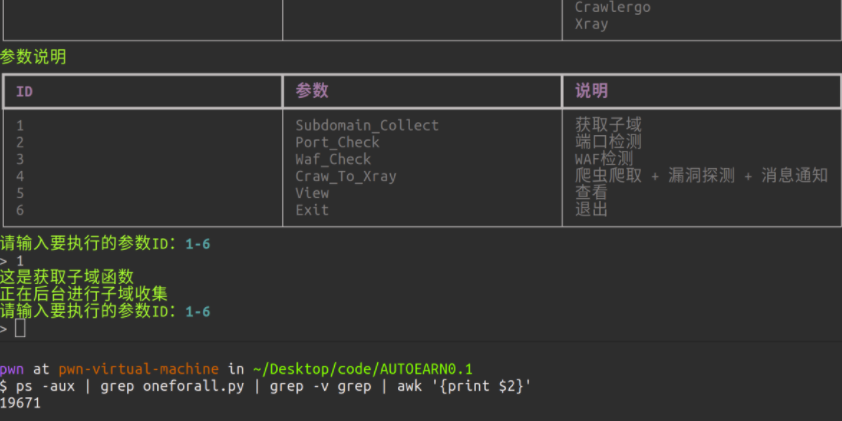 Crawlergo
Xray
参数说明
ID 参数 说明
1 Subdomain_Collect 获取子域
2 Port_Check 端口检测
3 Waf_Check WAF检测
4 Craw_To_Xray 爬虫爬取 + 漏洞探测 + 消息通知
5 View 查看
6 Exit 退出
请输入要执行的参数ID: 1-6
> 1
这是获取子域函数
正在后台进行子域收集
请输入要执行的参数ID: 1-6
>
pwn at pwn-virtual-machine in ~/Desktop/code/AUTOEARN0.1
$ ps -aux | grep oneforall.py | grep -v grep | awk '{print $2}'
19671